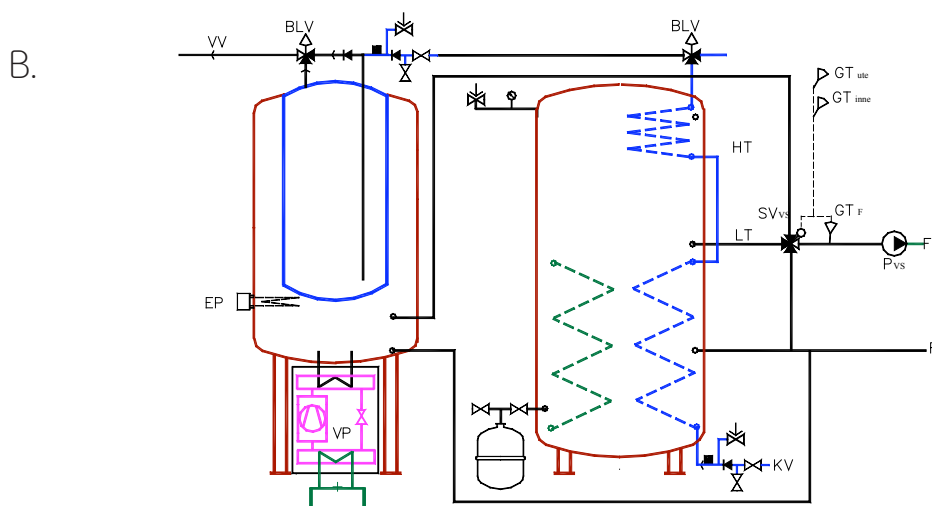 B.
BLV
VV
BLV
GT ute
GT inne
HT
SVVS
GT F
LT
F
PVS
EP
F
VP
KV